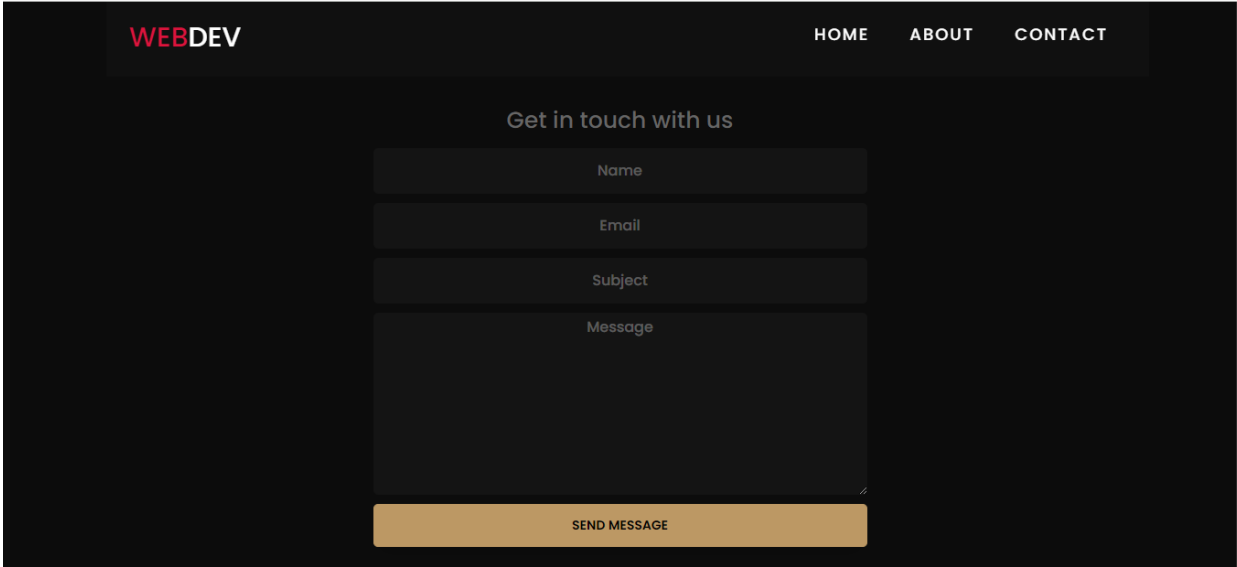 WEBDEV HOME ABOUT CONTACT
Get in touch with us
Name
Email
Subject
Message
SEND MESSAGE